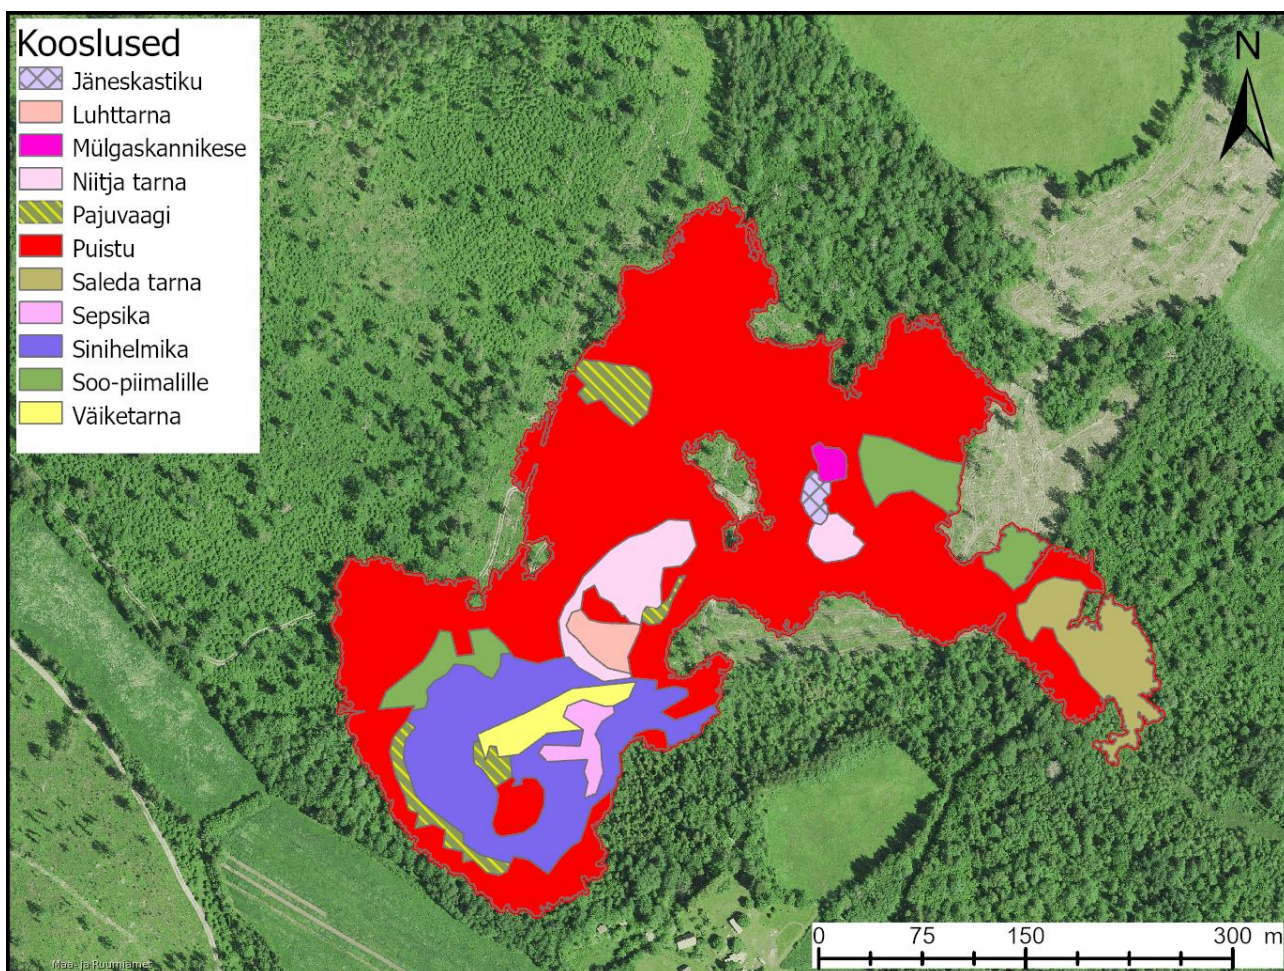 Kooslused
Jäneskastiku
Luhttarna
Mülgaskannikese
Niitja tarna
Pajuvaagi
Puistu
Saleda tarna
Sepsika
Sinihelmika
Soo-piimalille
Väiketarna
N
0 75 150 300 m
Maa- ja Ruumiamet